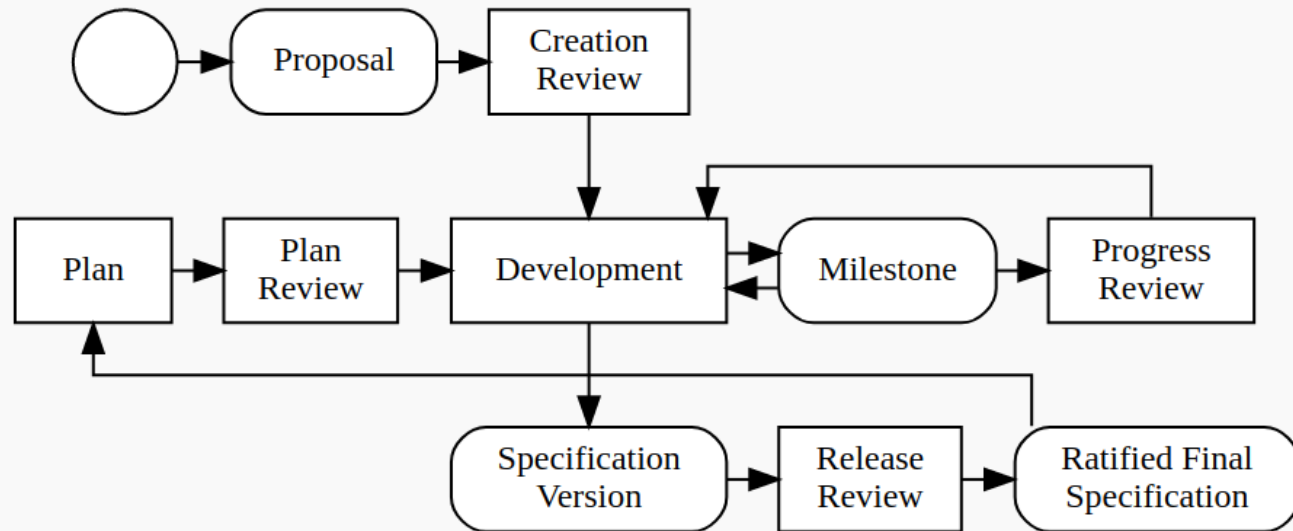 Proposal
Creation
Review
Plan
Plan
Review
Development
Milestone
Progress
Review
Specification
Version
Release
Review
Ratified Final
Specification